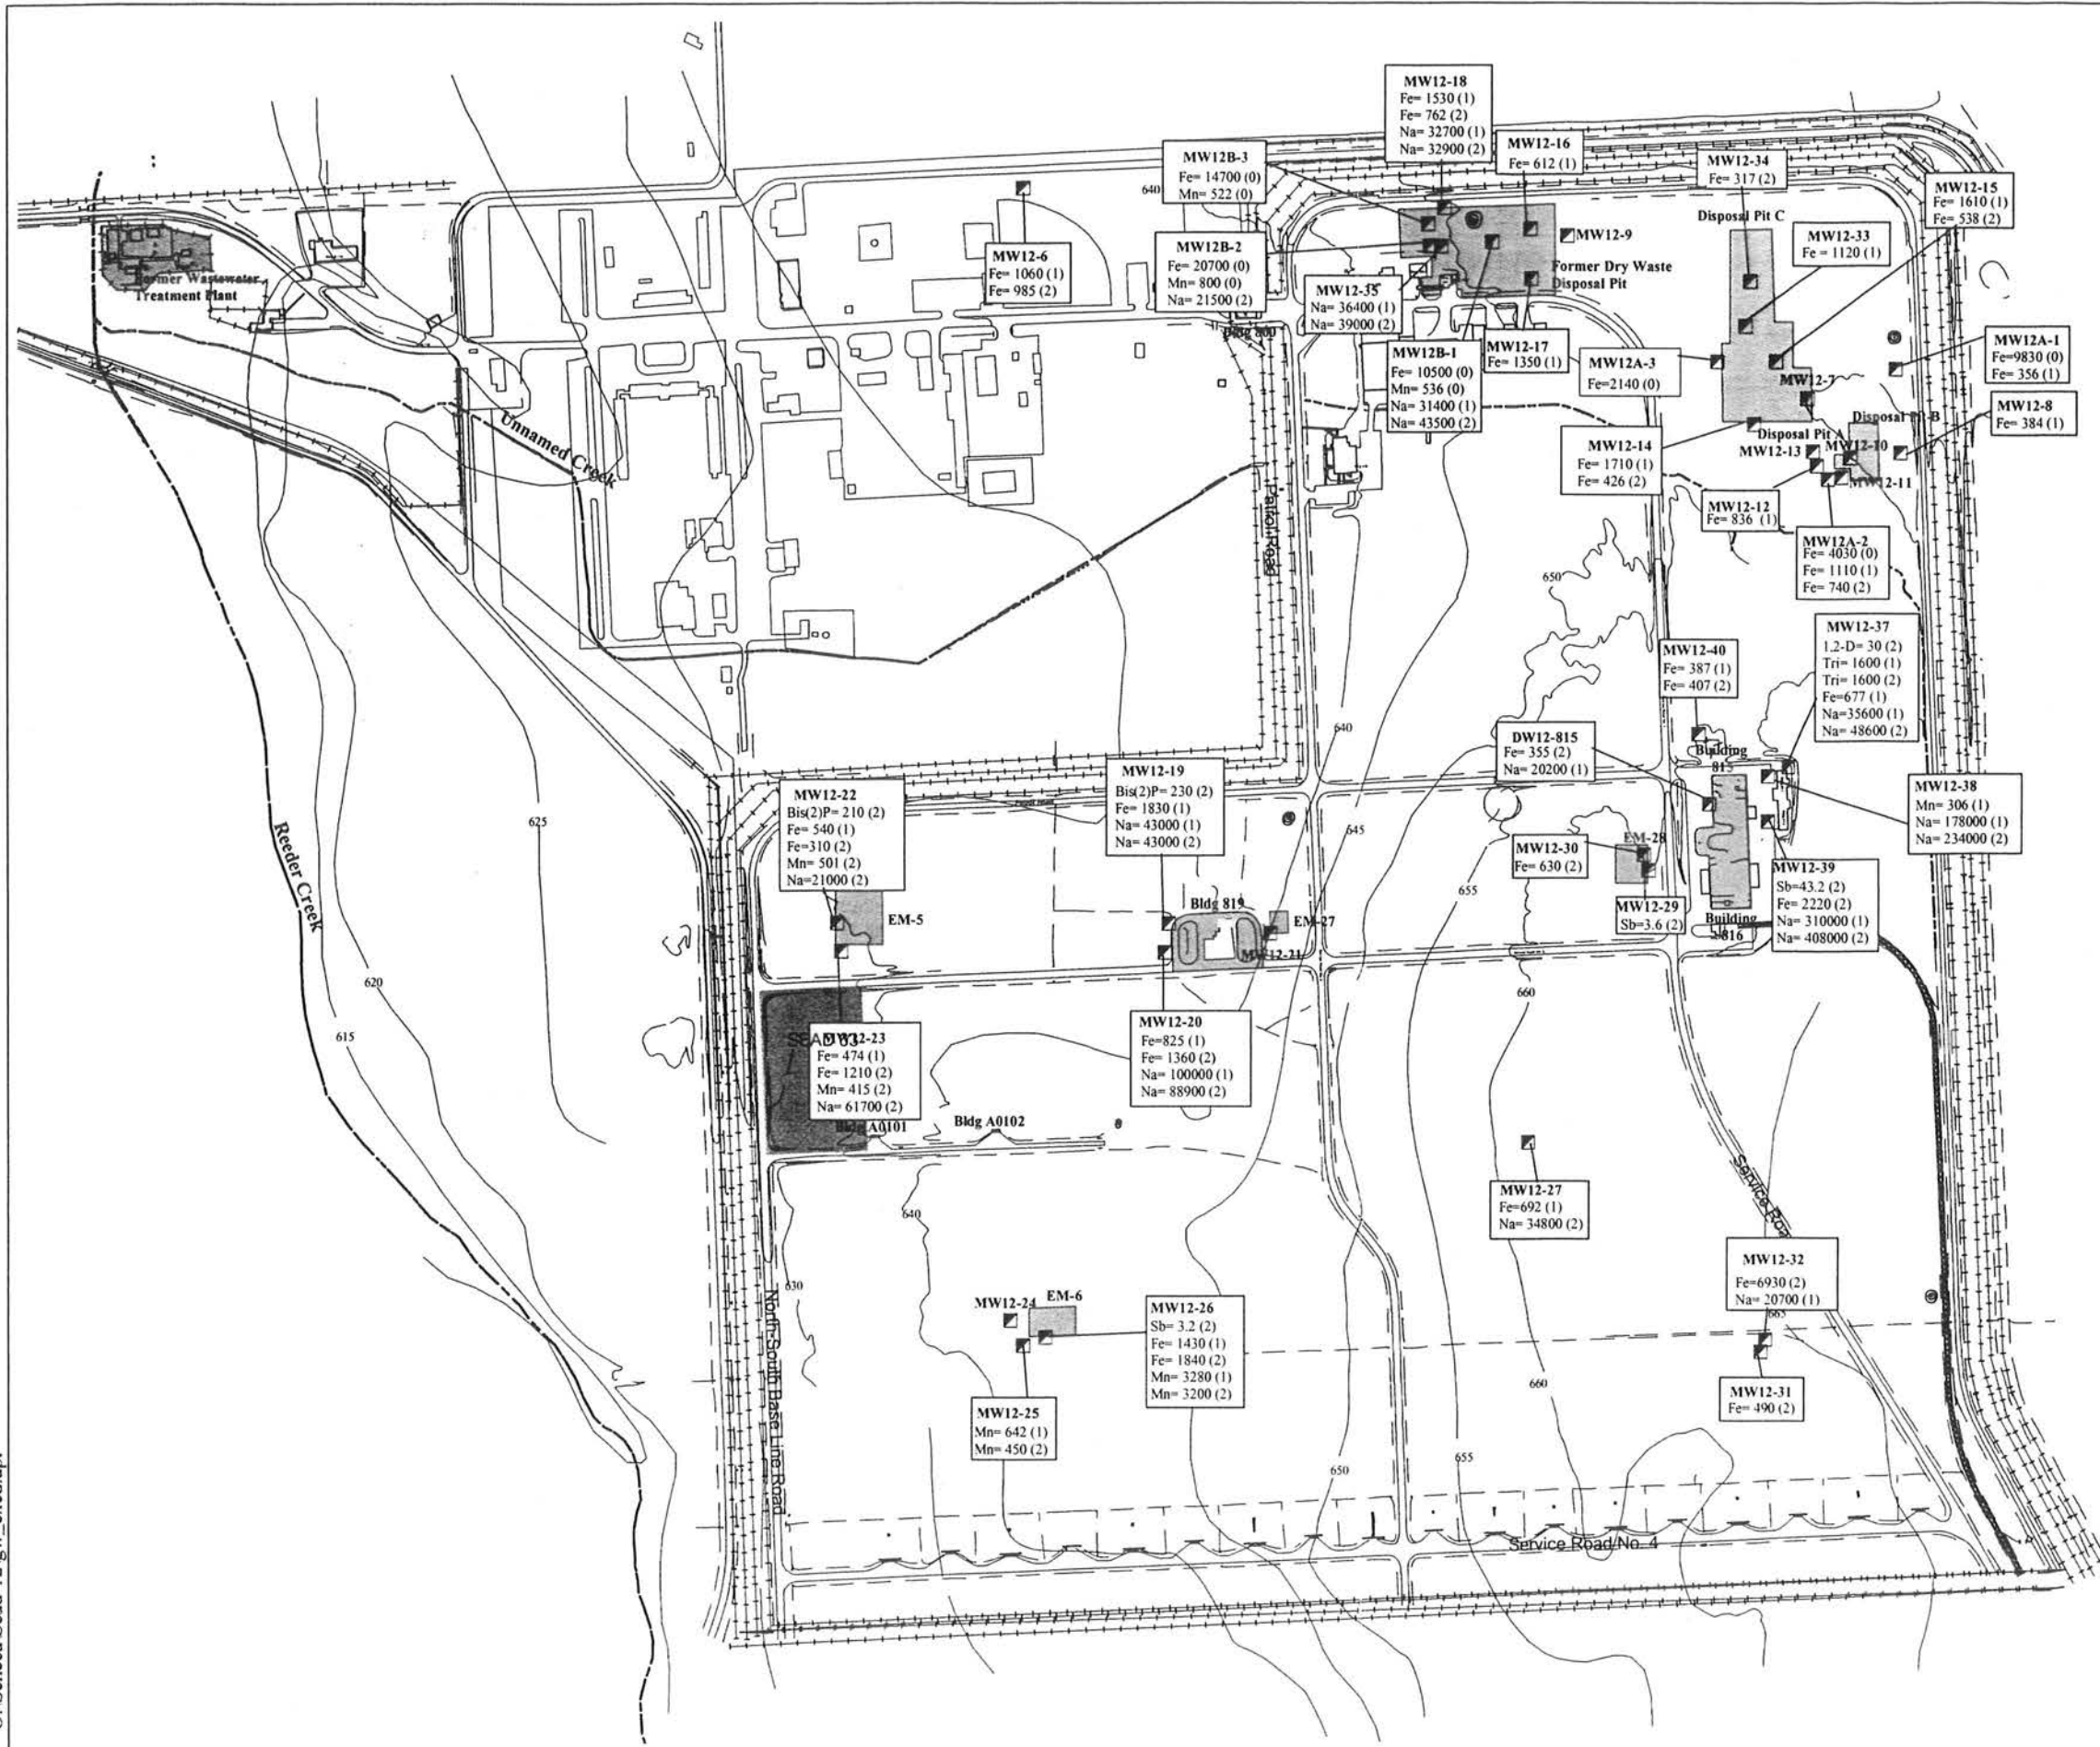 MW12-18
Fe= 1530 (1)
Fe= 762 (2)
Na= 32700 (1)
Na= 32900 (2)
MW12B-3
Fe= 14700 (0)
Mn= 522 (0)
MW12-16
Fe= 612 (1)
MW12-34
Fe= 317 (2)
MW12-15
Fe= 1610 (1)
Fe= 538 (2)
640
Disposal Pit C
MW12-33
Fe = 1120 (1)
MW12-9
MW12-6
Fe= 1060 (1)
Fe= 985 (2)
MW12B-2
Fe= 20700 (0)
Mn= 800 (0)
Na= 21500 (2)
Former Dry Waste
Disposal Pit
Former Wastewater
Treatment Plant
MW12-35
Na= 36400 (1)
Na= 39000 (2)
MW12B-1
Fe= 10500 (0)
Mn= 536 (0)
Na= 31400 (1)
Na= 43500 (2)
MW12-17
Fe= 1350 (1)
MW12A-3
Fe=2140 (0)
MW12A-1
Fe=9830 (0)
Fe= 356 (1)
MW12-7
MW12-8
Fe= 384 (1)
Disposal Pit B
Disposal Pit A
MW12-14
Fe= 1710 (1)
Fe= 426 (2)
MW12-13
MW12-10
MW12-11
Unnamed Creek
Patrol Road
MW12-12
Fe= 836 (1)
MW12A-2
Fe= 4030 (0)
Fe= 1110 (1)
Fe= 740 (2)
650
MW12-37
1,2-D= 30 (2)
Tri= 1600 (1)
Tri= 1600 (2)
Fe=677 (1)
Na=35600 (1)
Na= 48600 (2)
MW12-40
Fe= 387 (1)
Fe= 407 (2)
640
DW12-815
Fe= 355 (2)
Na= 20200 (1)
Building
815
MW12-19
Bis(2)P= 230 (2)
Fe= 1830 (1)
Na= 43000 (1)
Na= 43000 (2)
MW12-22
Bis(2)P= 210 (2)
Fe= 540 (1)
Fe=310 (2)
Mn= 501 (2)
Na=21000 (2)
MW12-38
Mn= 306 (1)
Na= 178000 (1)
Na= 234000 (2)
625
645
EM-28
MW12-30
Fe= 630 (2)
Reeder Creek
655
MW12-39
Sb=43.2 (2)
Fe= 2220 (2)
Na= 310000 (1)
Na= 408000 (2)
MW12-29
Sb=3.6 (2)
Building
816
EM-5
Bldg 819
EM-27
MW12-21
620
660
615
SEAD 63
MW12-23
Fe= 474 (1)
Fe= 1210 (2)
Mn= 415 (2)
Na= 61700 (2)
MW12-20
Fe=825 (1)
Fe= 1360 (2)
Na= 100000 (1)
Na= 88900 (2)
Bldg A0101
Bldg A0102
MW12-27
Fe=692 (1)
Na= 34800 (2)
640
MW12-32
Fe=6930 (2)
Na= 20700 (1)
665
630
North-South Base Line Road
MW12-24
EM-6
MW12-26
Sb= 3.2 (2)
Fe= 1430 (1)
Fe= 1840 (2)
Mn= 3280 (1)
Mn= 3200 (2)
660
MW12-31
Fe= 490 (2)
MW12-25
Mn= 642 (1)
Mn= 450 (2)
650
655
Service Road No. 4